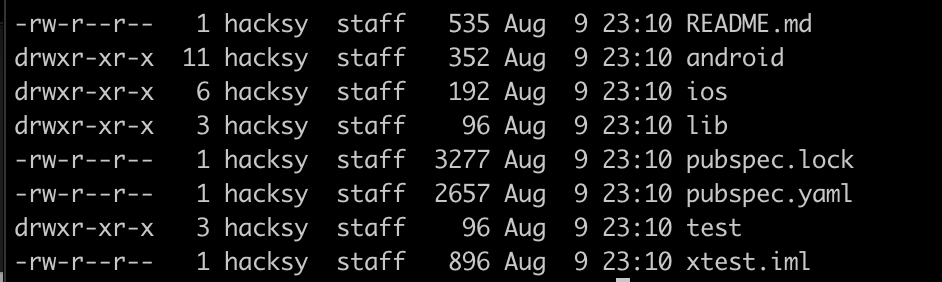 -rw-r--r--   1 hacksy  staff   535 Aug  9 23:10 README.md
drwxr-xr-x  11 hacksy  staff   352 Aug  9 23:10 android
drwxr-xr-x   6 hacksy  staff   192 Aug  9 23:10 ios
drwxr-xr-x   3 hacksy  staff    96 Aug  9 23:10 lib
-rw-r--r--   1 hacksy  staff  3277 Aug  9 23:10 pubspec.lock
-rw-r--r--   1 hacksy  staff  2657 Aug  9 23:10 pubspec.yaml
drwxr-xr-x   3 hacksy  staff    96 Aug  9 23:10 test
-rw-r--r--   1 hacksy  staff   896 Aug  9 23:10 xtest.iml